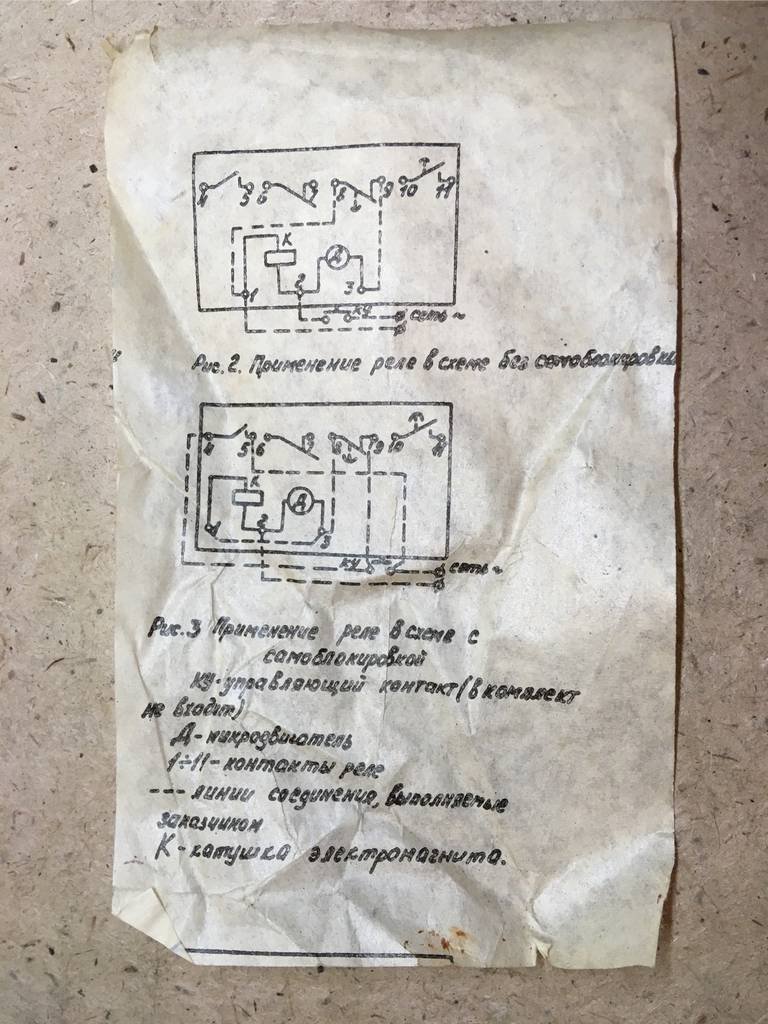 4 5 6 7 8 9 10 11
К
Д
1 2 3
КУ сеть ~
Рис. 2. Применение реле в схеме без самоблокировки
4 5 6 7 8 9 10 11
К
Д
1 2 3
КУ сеть ~
Рис. 3 Применение реле в схеме с
самоблокировкой
КУ-управляющий контакт (в комплект
не входит)
Д-микродвигатель
1÷11-контакты реле
--- линии соединения, выполняемые
заказчиком
К-катушка электромагнита.